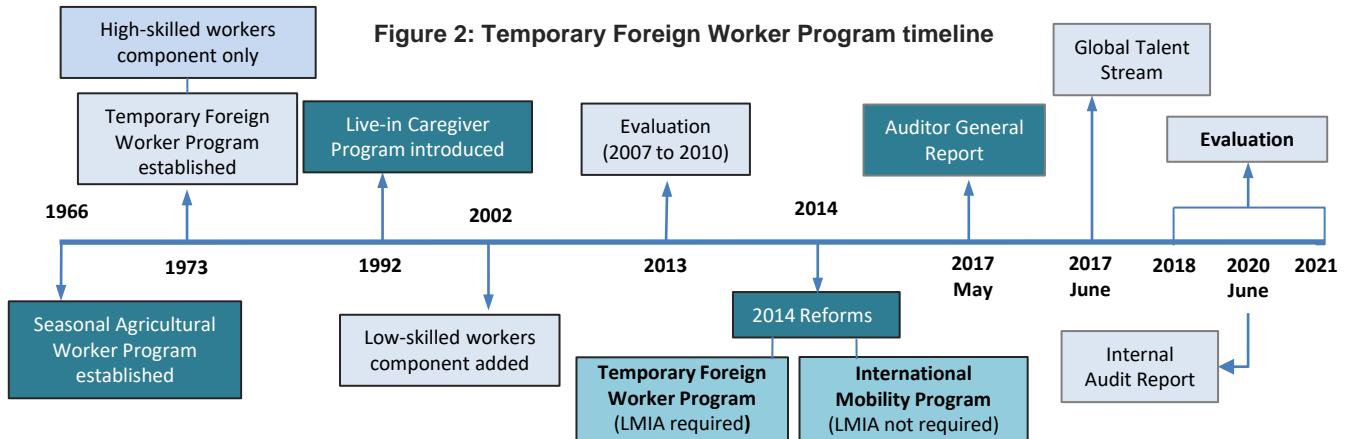 Figure 2: Temporary Foreign Worker Program timeline
High-skilled workers
component only
Temporary Foreign
Worker Program
established
Live-in Caregiver
Program introduced
Evaluation
(2007 to 2010)
Auditor General
Report
Global Talent
Stream
Evaluation
1966
2002
2014
1973
1992
2013
2017
May
2017
June
2018
2020
June
2021
Seasonal Agricultural
Worker Program
established
Low-skilled workers
component added
2014 Reforms
Temporary Foreign
Worker Program
(LMIA required)
International
Mobility Program
(LMIA not required)
Internal
Audit Report